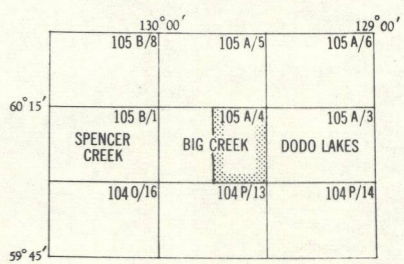 130°00′ 129°00′
105 B/8 105 A/5 105 A/6
60°15′
105 B/1 105 A/4 105 A/3
SPENCER CREEK BIG CREEK DODO LAKES
104 O/16 104 P/13 104 P/14
59°45′